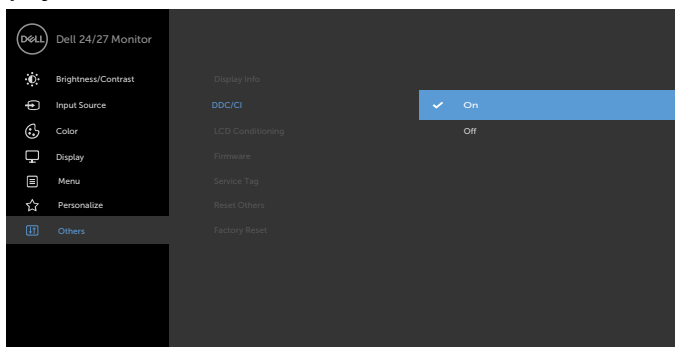 DELL
Dell 24/27 Monitor
Brightness/Contrast
Input Source
Color
Display
Menu
Personalize
Others
Display Info
DDC/CI
LCD Conditioning
Firmware
Service Tag
Reset Others
Factory Reset
On
Off